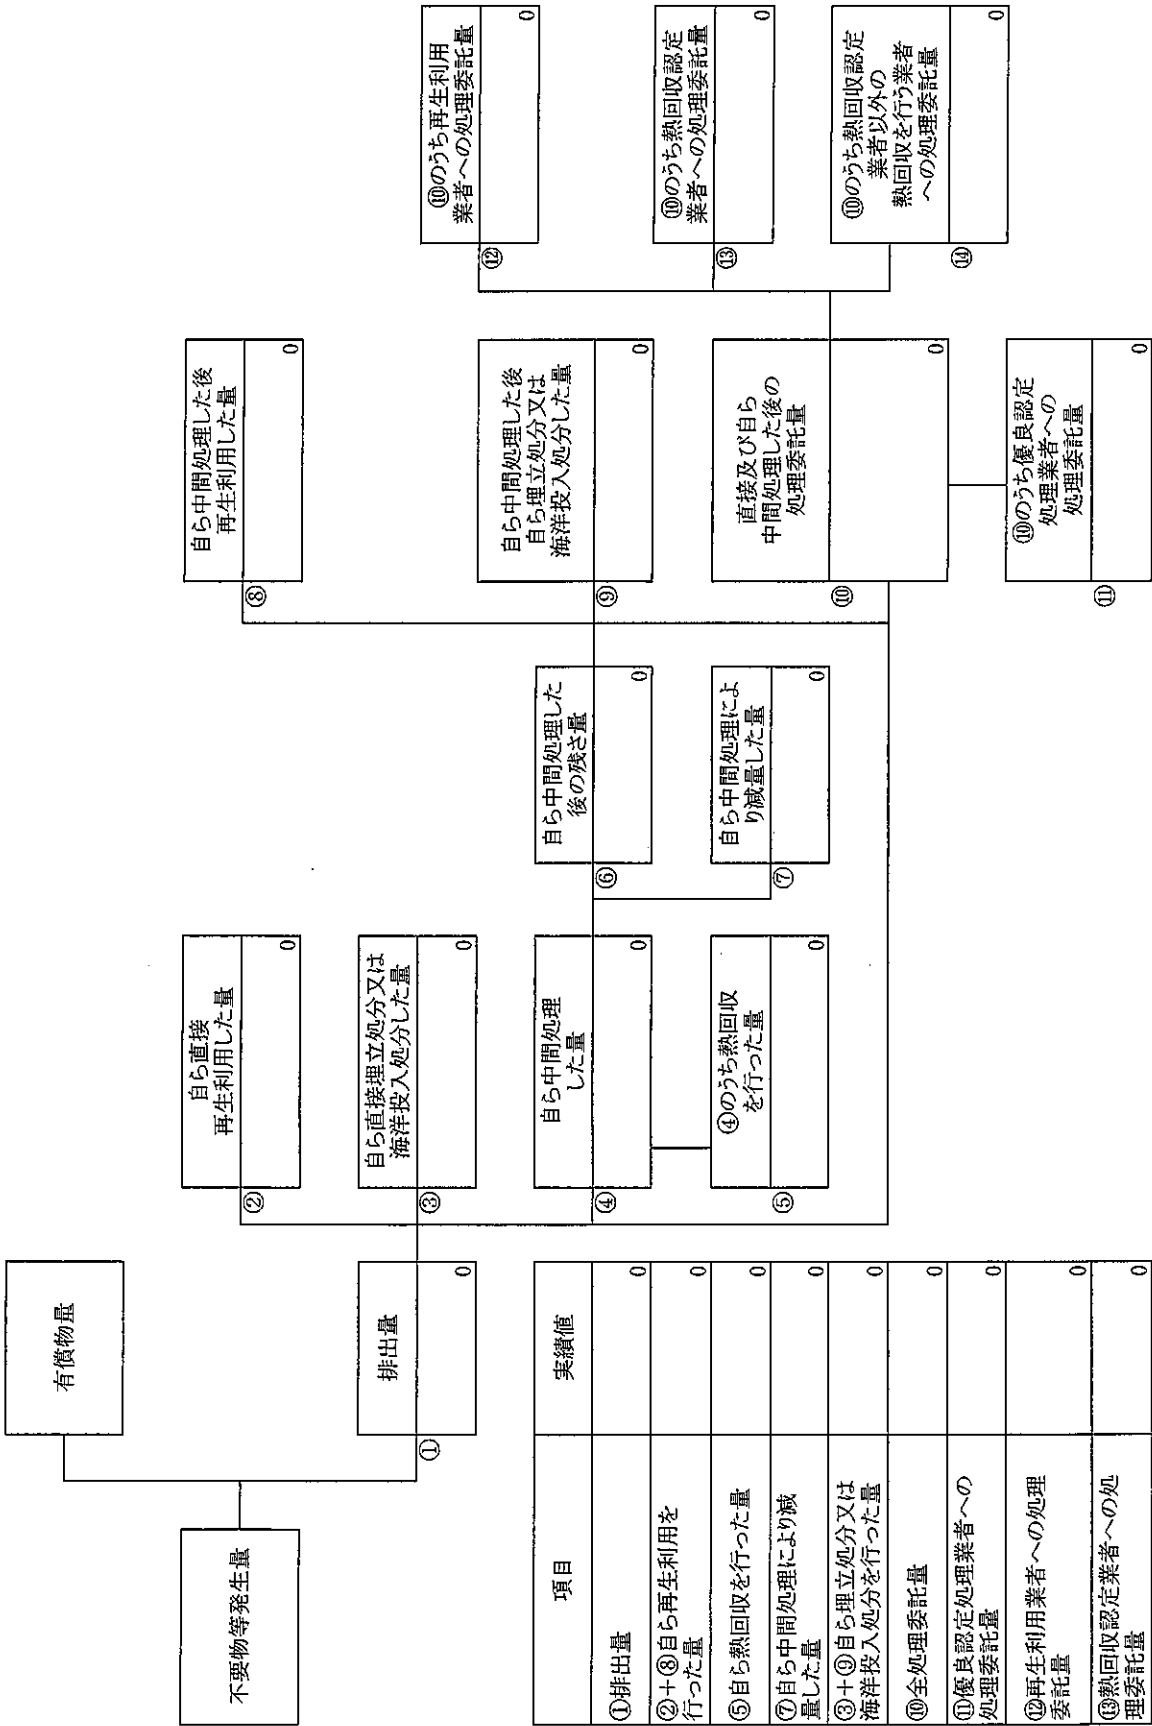 不要物等発生量
有償物量
①
排出量
0
②
自ら直接
再生利用した量
0
③
自ら直接埋立処分又は
海洋投入処分した量
0
④
自ら中間処理
した量
0
⑤
④のうち熱回収
を行った量
0
⑥
自ら中間処理した
後の残さ量
0
⑦
自ら中間処理によ
り減量した量
0
⑧
自ら中間処理した後
再生利用した量
0
⑨
自ら中間処理した後
自ら埋立処分又は
海洋投入処分した量
0
⑩
直接及び自ら
中間処理した後の
処理委託量
0
⑪
⑩のうち優良認定
処理業者への
処理委託量
0
⑫
⑩のうち再生利用
業者への処理委託量
0
⑬
⑩のうち熱回収認定
業者への処理委託量
0
⑭
⑩のうち熱回収認定
業者以外の
熱回収を行う業者
への処理委託量
0
項目
実績値
①排出量
0
②+⑧自ら再生利用を
行った量
0
⑤自ら熱回収を行った量
0
⑦自ら中間処理により減
量した量
0
③+⑨自ら埋立処分又は
海洋投入処分を行った量
0
⑩全処理委託量
0
⑪優良認定処理業者への
処理委託量
0
⑫再生利用業者への処理
委託量
0
⑬熱回収認定業者への処
理委託量
0